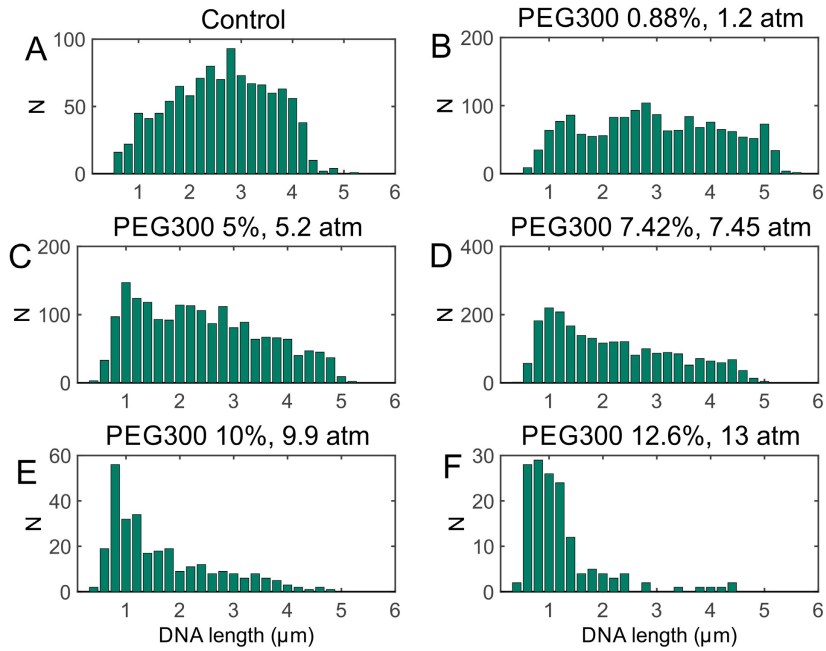 Control
A
100
50
0
N
1 2 3 4 5 6
PEG300 0.88%, 1.2 atm
B
200
100
0
N
1 2 3 4 5 6
PEG300 5%, 5.2 atm
C
200
100
0
N
1 2 3 4 5 6
PEG300 7.42%, 7.45 atm
D
400
200
0
N
1 2 3 4 5 6
PEG300 10%, 9.9 atm
E
60
40
20
0
N
1 2 3 4 5 6
DNA length (µm)
PEG300 12.6%, 13 atm
F
30
20
10
0
N
1 2 3 4 5 6
DNA length (µm)